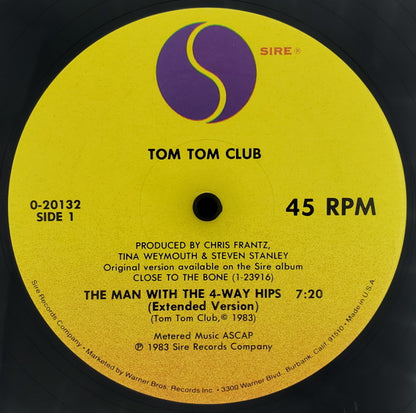 SIRE ®
TOM TOM CLUB
0-20132
SIDE 1
45 RPM
PRODUCED BY CHRIS FRANTZ,
TINA WEYMOUTH & STEVEN STANLEY
Original version available on the Sire album
CLOSE TO THE BONE (1-23916)
THE MAN WITH THE 4-WAY HIPS 7:20
(Extended Version)
(Tom Tom Club, © 1983)
Metered Music ASCAP
℗ 1983 Sire Records Company
Sire Records Company • Marketed by Warner Bros. Records Inc. • 3300 Warner Blvd., Burbank, Calif. 91510 • Made in U.S.A.